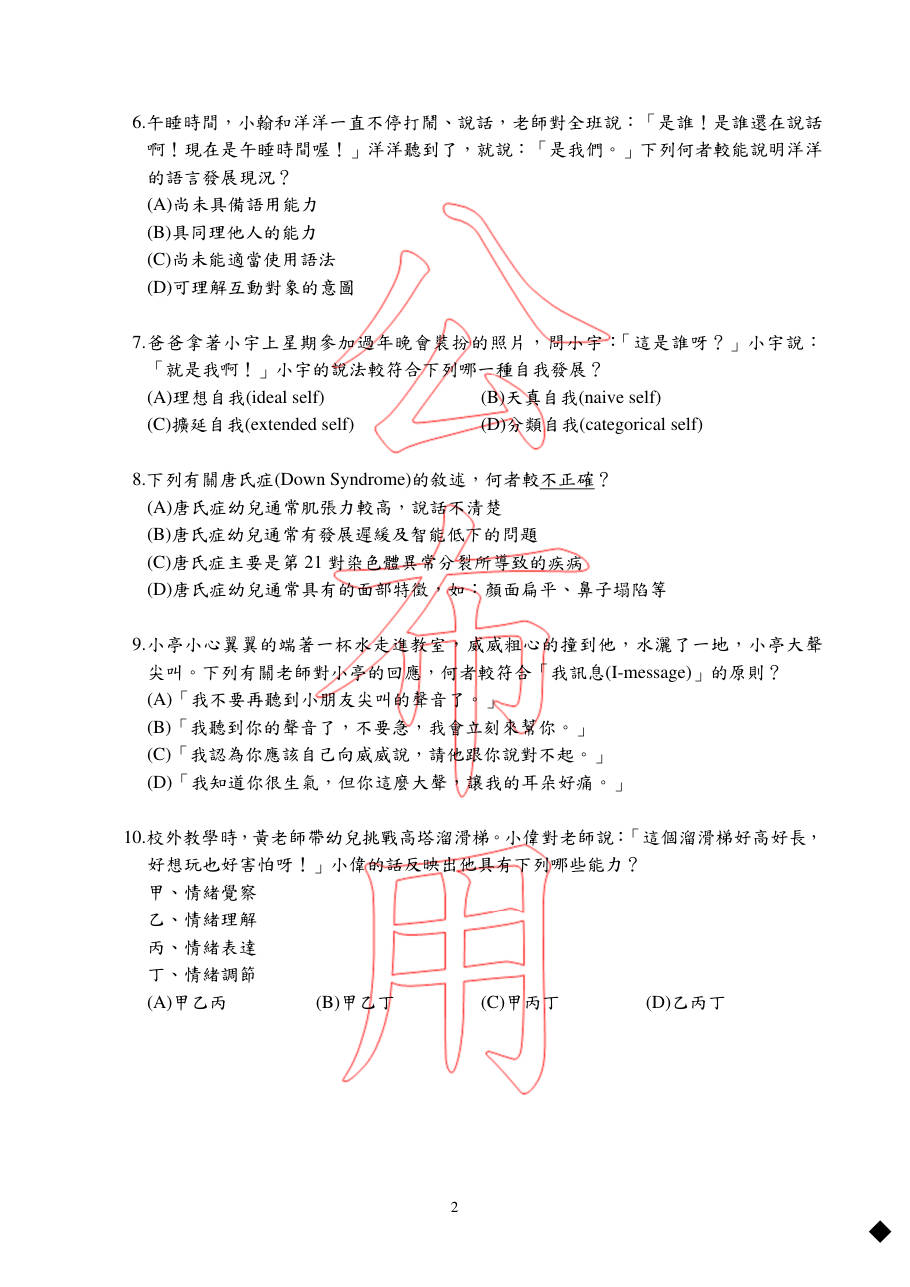 6.午睡時間，小翰和洋洋一直不停打鬧、說話，老師對全班說：「是誰！是誰還在說話
啊！現在是午睡時間喔！」洋洋聽到了，就說：「是我們。」下列何者較能說明洋洋
的語言發展現況？
(A)尚未具備語用能力
(B)具同理他人的能力
(C)尚未能適當使用語法
(D)可理解互動對象的意圖
7.爸爸拿著小宇上星期參加過年晚會裝扮的照片，問小宇：「這是誰呀？」小宇說：
「就是我啊！」小宇的說法較符合下列哪一種自我發展？
(A)理想自我(ideal self) (B)天真自我(naive self)
(C)擴延自我(extended self) (D)分類自我(categorical self)
8.下列有關唐氏症(Down Syndrome)的敘述，何者較不正確？
(A)唐氏症幼兒通常肌張力較高，說話不清楚
(B)唐氏症幼兒通常有發展遲緩及智能低下的問題
(C)唐氏症主要是第 21 對染色體異常分裂所導致的疾病
(D)唐氏症幼兒通常具有的面部特徵，如：顏面扁平、鼻子塌陷等
9.小亭小心翼翼的端著一杯水走進教室，威威粗心的撞到他，水灑了一地，小亭大聲
尖叫。下列有關老師對小亭的回應，何者較符合「我訊息(I-message)」的原則？
(A)「我不要再聽到小朋友尖叫的聲音了。」
(B)「我聽到你的聲音了，不要急，我會立刻來幫你。」
(C)「我認為你應該自己向威威說，請他跟你說對不起。」
(D)「我知道你很生氣，但你這麼大聲，讓我的耳朵好痛。」
10.校外教學時，黃老師帶幼兒挑戰高塔溜滑梯。小偉對老師說：「這個溜滑梯好高好長，
好想玩也好害怕呀！」小偉的話反映出他具有下列哪些能力？
甲、情緒覺察
乙、情緒理解
丙、情緒表達
丁、情緒調節
(A)甲乙丙 (B)甲乙丁 (C)甲丙丁 (D)乙丙丁
公布用
2